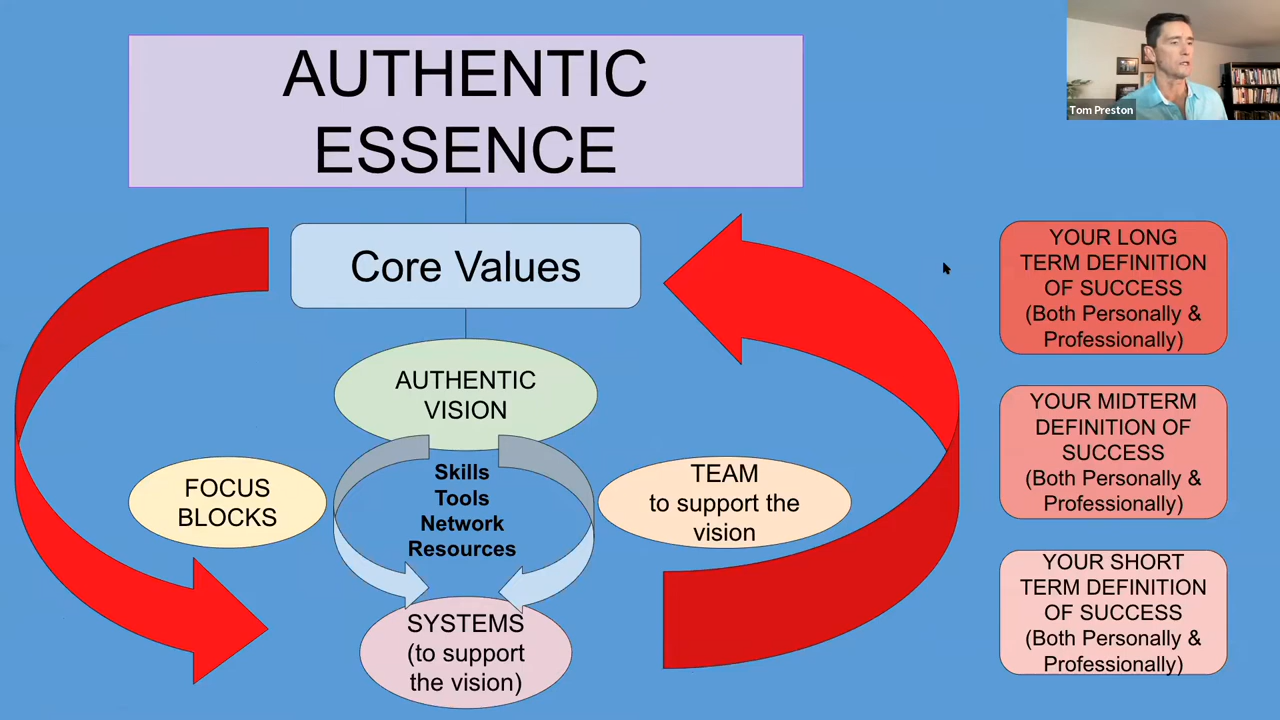 AUTHENTIC
ESSENCE
Tom Preston
Core Values
YOUR LONG
TERM DEFINITION
OF SUCCESS
(Both Personally &
Professionally)
AUTHENTIC
VISION
YOUR MIDTERM
DEFINITION OF
SUCCESS
(Both Personally &
Professionally)
FOCUS
BLOCKS
Skills
Tools
Network
Resources
TEAM
to support the
vision
YOUR SHORT
TERM DEFINITION
OF SUCCESS
(Both Personally &
Professionally)
SYSTEMS
(to support
the vision)